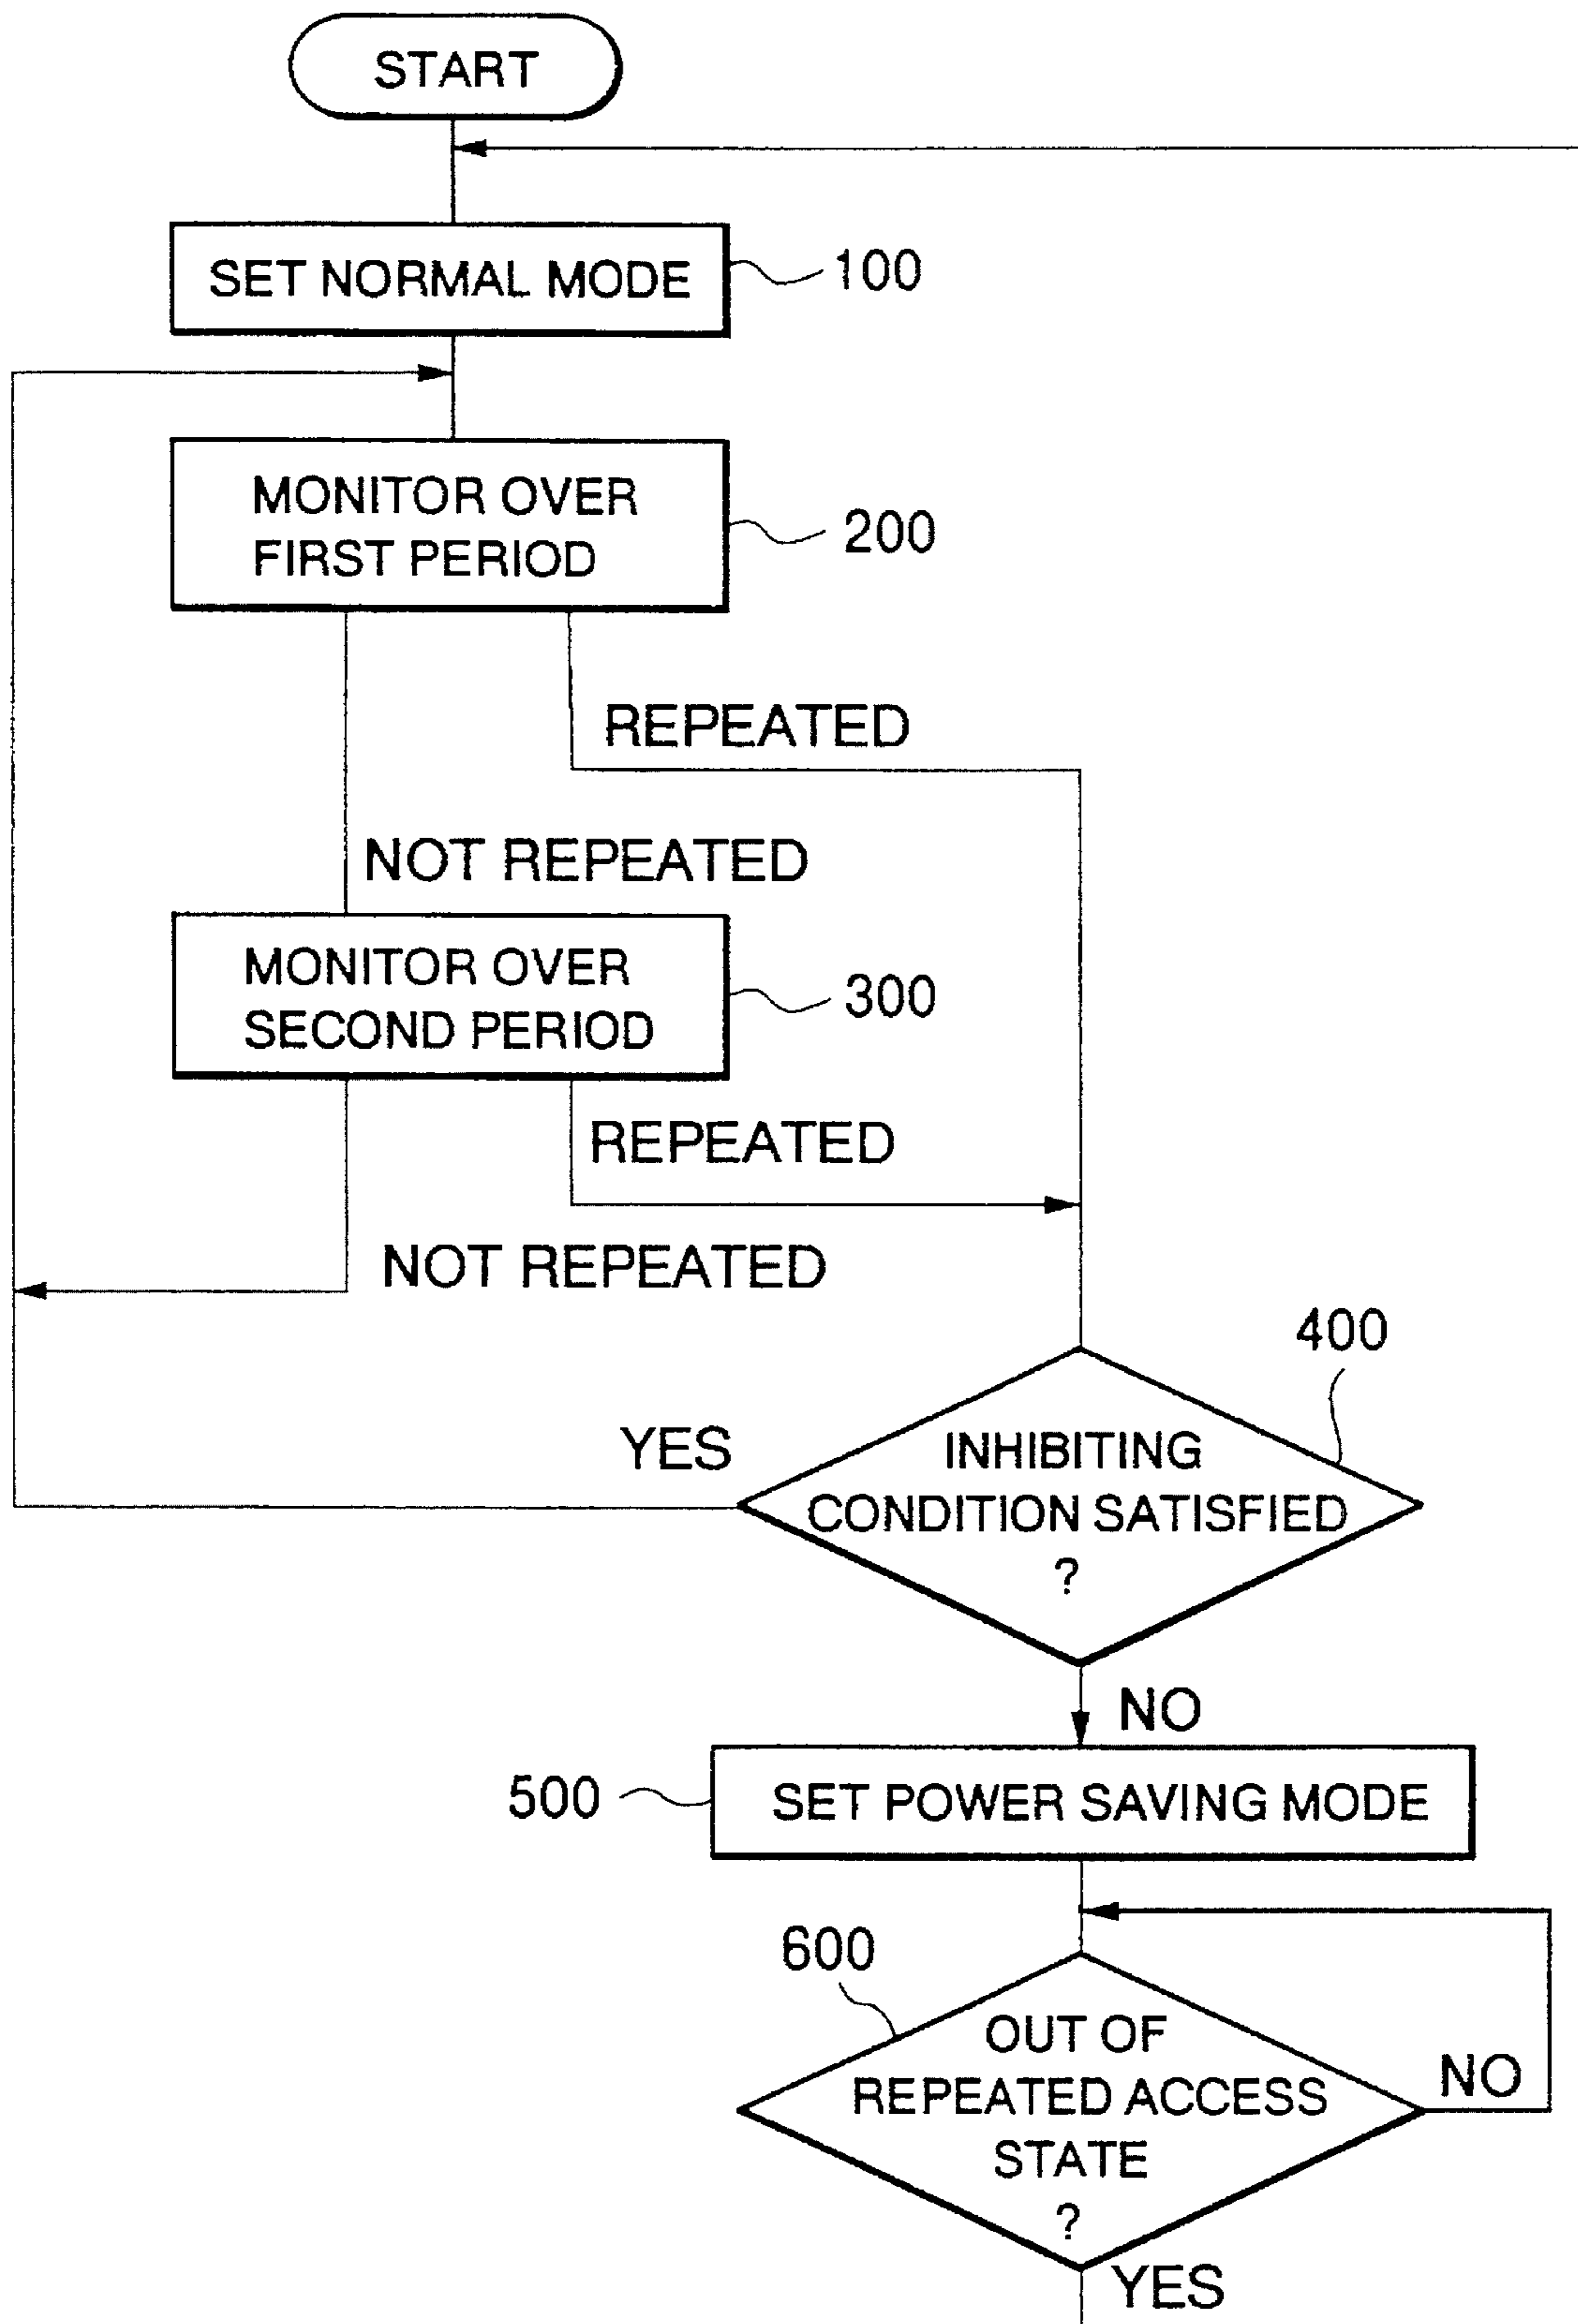 START
SET NORMAL MODE
100
MONITOR OVER
FIRST PERIOD
200
REPEATED
NOT REPEATED
MONITOR OVER
SECOND PERIOD
300
REPEATED
NOT REPEATED
400
YES
INHIBITING
CONDITION SATISFIED
?
NO
500
SET POWER SAVING MODE
600
OUT OF
REPEATED ACCESS
STATE
?
NO
YES